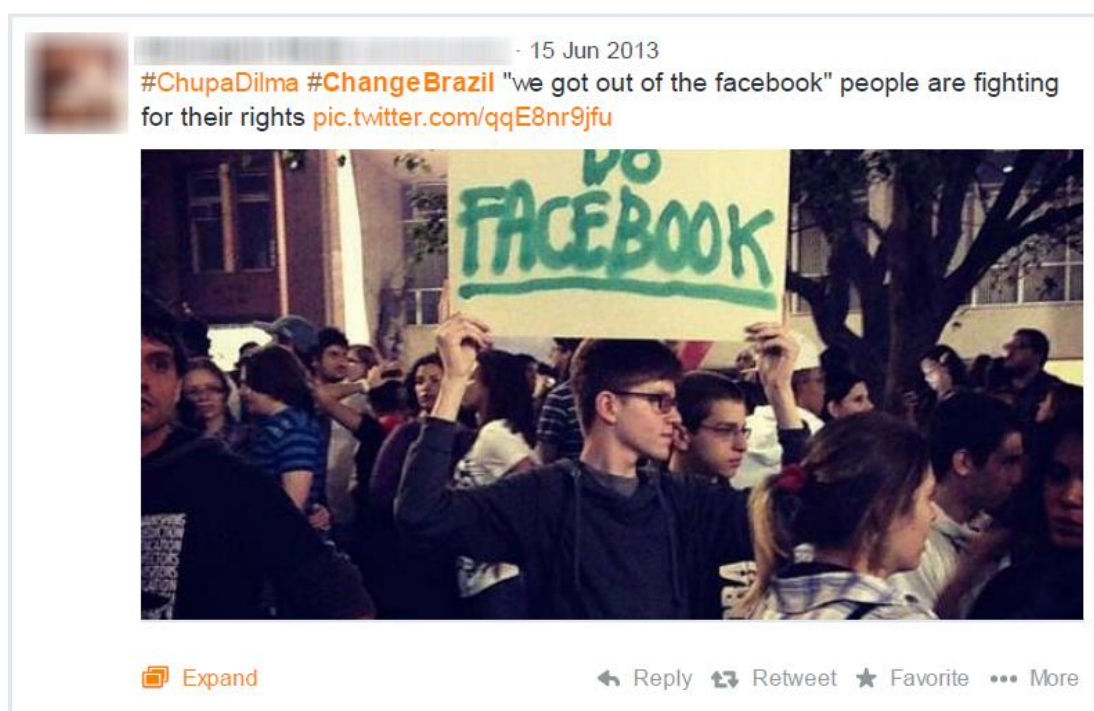 · 15 Jun 2013
#ChupaDilma #ChangeBrazil "we got out of the facebook" people are fighting
for their rights pic.twitter.com/qqE8nr9jfu
DO
FACEBOOK
Expand
Reply Retweet Favorite More